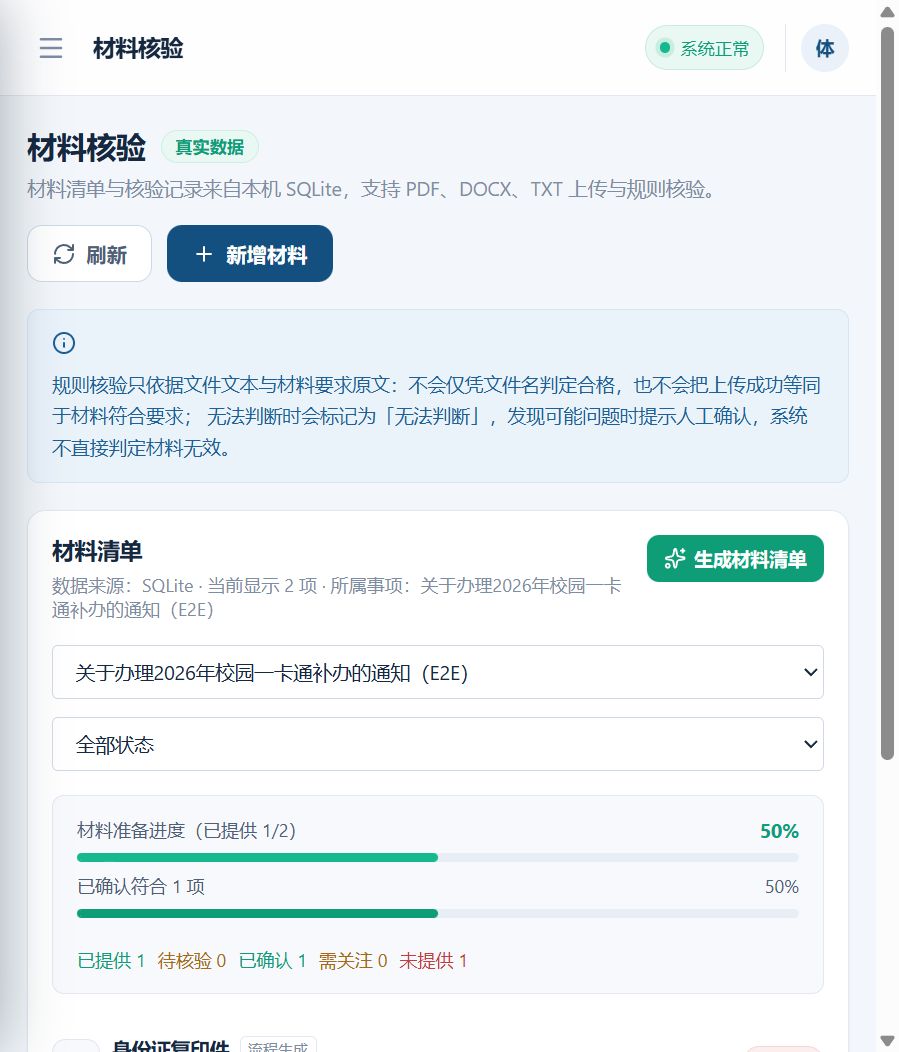 材料核验
系统正常
体
材料核验
真实数据
材料清单与核验记录来自本机 SQLite，支持 PDF、DOCX、TXT 上传与规则核验。
刷新
新增材料
规则核验只依据文件文本与材料要求原文：不会仅凭文件名判定合格，也不会把上传成功等同
于材料符合要求； 无法判断时会标记为「无法判断」，发现可能问题时提示人工确认，系统
不直接判定材料无效。
材料清单
生成材料清单
数据来源：SQLite · 当前显示 2 项 · 所属事项：关于办理2026年校园一卡
通补办的通知（E2E）
关于办理2026年校园一卡通补办的通知（E2E）
全部状态
材料准备进度（已提供 1/2）
50%
已确认符合 1 项
50%
已提供 1 待核验 0 已确认 1 需关注 0 未提供 1
身份证复印件 流程生成